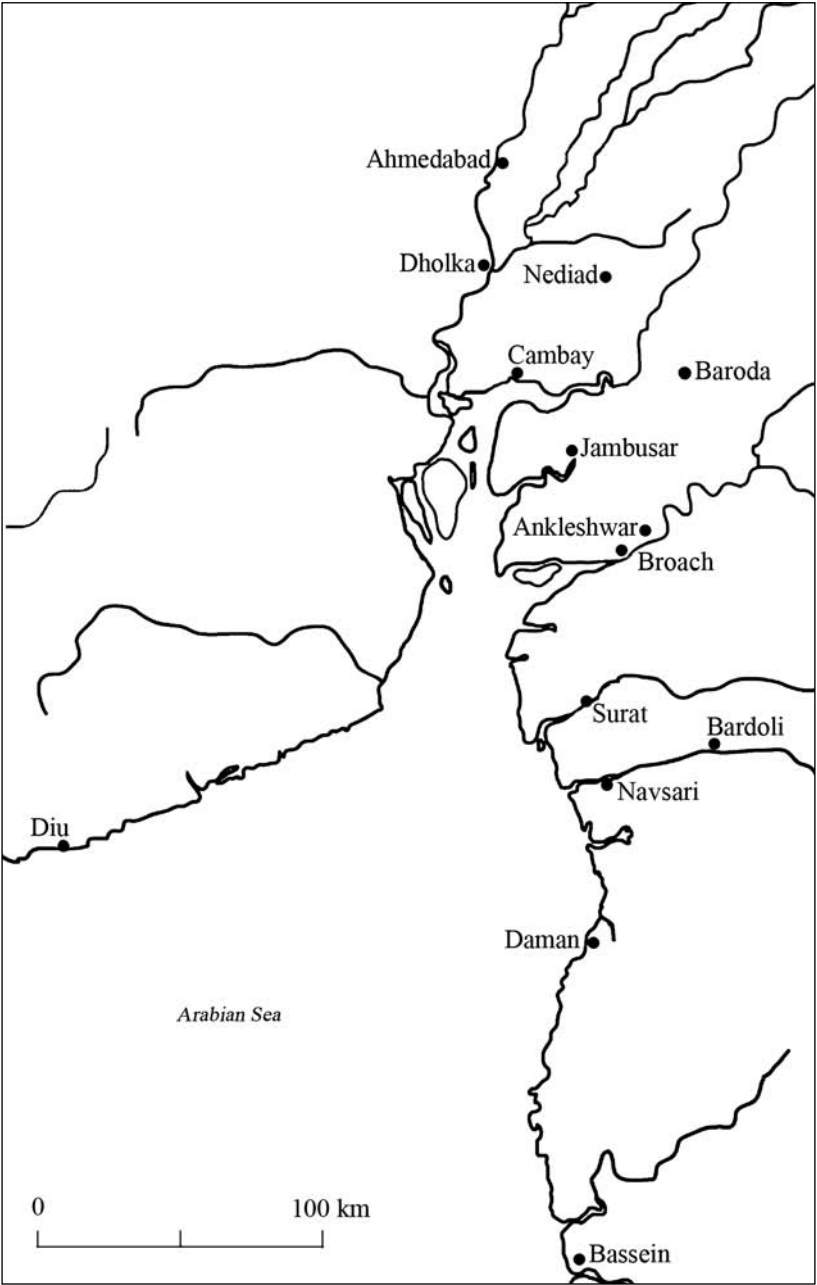 Ahmedabad
Dholka
Nediad
Cambay
Baroda
Jambusar
Ankleshwar
Broach
Surat
Bardoli
Navsari
Diu
Daman
Arabian Sea
0 100 km
Bassein